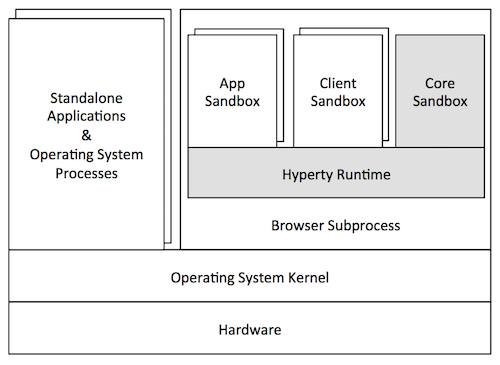 Standalone
Applications
&
Operating System
Processes
App
Sandbox
Client
Sandbox
Core
Sandbox
Hyperty Runtime
Browser Subprocess
Operating System Kernel
Hardware